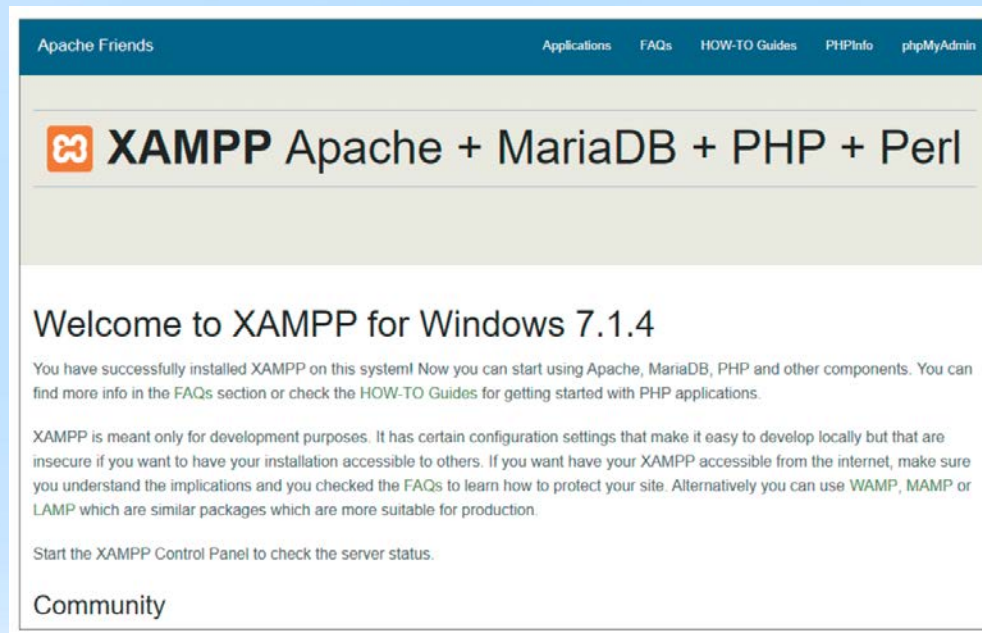 Apache Friends
Applications FAQs HOW-TO Guides PHPInfo phpMyAdmin
XAMPP Apache + MariaDB + PHP + Perl
Welcome to XAMPP for Windows 7.1.4
You have successfully installed XAMPP on this system! Now you can start using Apache, MariaDB, PHP and other components. You can
find more info in the FAQs section or check the HOW-TO Guides for getting started with PHP applications.
XAMPP is meant only for development purposes. It has certain configuration settings that make it easy to develop locally but that are
insecure if you want to have your installation accessible to others. If you want have your XAMPP accessible from the internet, make sure
you understand the implications and you checked the FAQs to learn how to protect your site. Alternatively you can use WAMP, MAMP or
LAMP which are similar packages which are more suitable for production.
Start the XAMPP Control Panel to check the server status.
Community